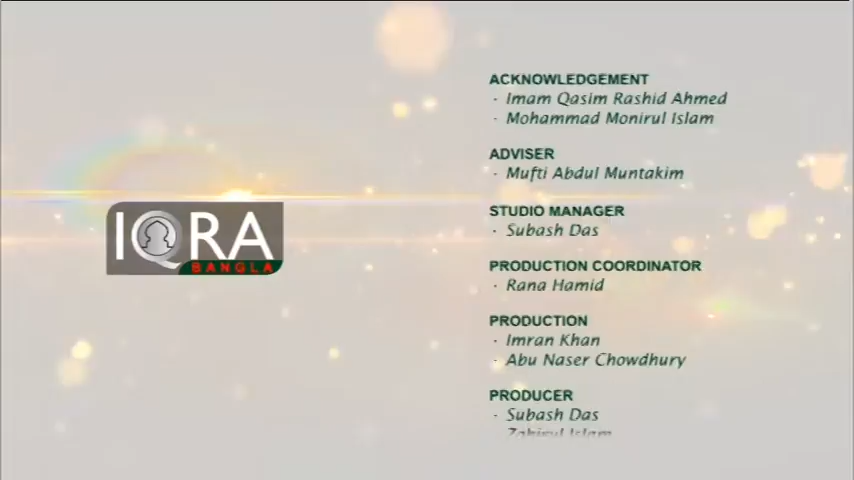 IQRA
BANGLA
ACKNOWLEDGEMENT
- Imam Qasim Rashid Ahmed
- Mohammad Monirul Islam
ADVISER
- Mufti Abdul Muntakim
STUDIO MANAGER
- Subash Das
PRODUCTION COORDINATOR
- Rana Hamid
PRODUCTION
- Imran Khan
- Abu Naser Chowdhury
PRODUCER
- Subash Das
Islam